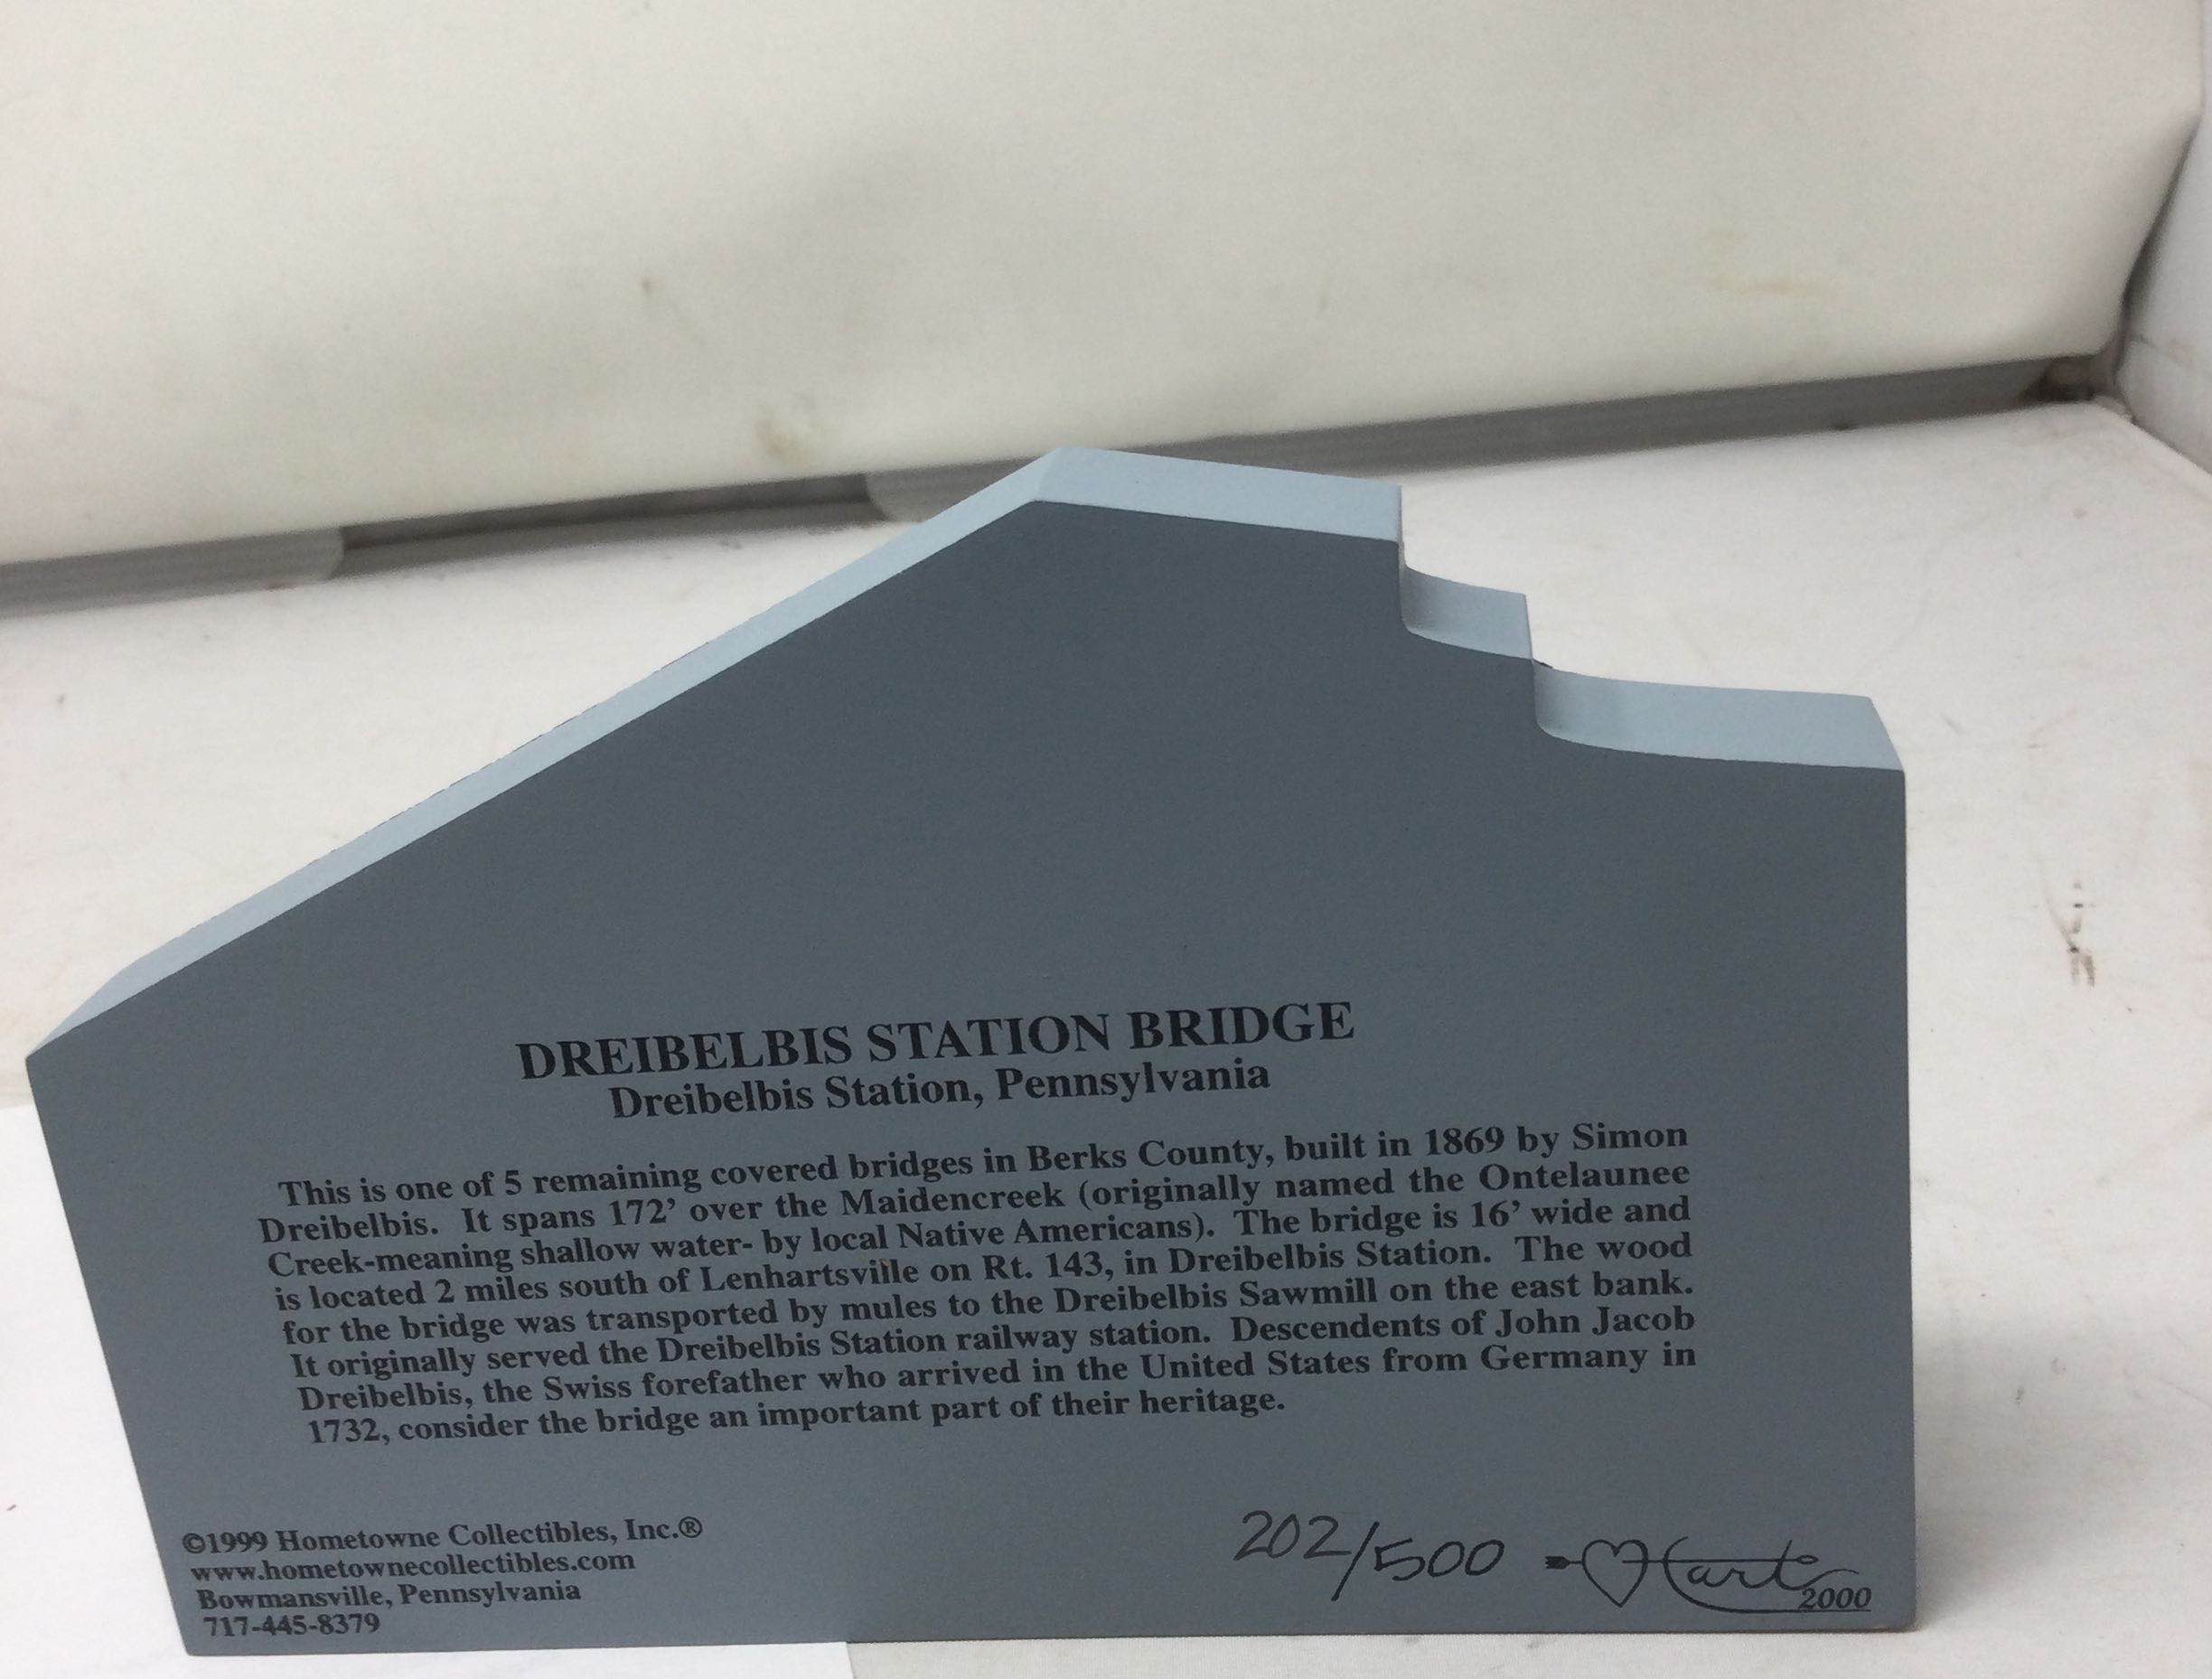 DREIBELBIS STATION BRIDGE
Dreibelbis Station, Pennsylvania
This is one of 5 remaining covered bridges in Berks County, built in 1869 by Simon
Dreibelbis. It spans 172' over the Maidencreek (originally named the Ontelaunee
Creek-meaning shallow water- by local Native Americans). The bridge is 16' wide and
is located 2 miles south of Lenhartsville on Rt. 143, in Dreibelbis Station. The wood
for the bridge was transported by mules to the Dreibelbis Sawmill on the east bank.
It originally served the Dreibelbis Station railway station. Descendents of John Jacob
Dreibelbis, the Swiss forefather who arrived in the United States from Germany in
1732, consider the bridge an important part of their heritage.
©1999 Hometowne Collectibles, Inc.®
www.hometownecollectibles.com
Bowmansville, Pennsylvania
717-445-8379
202/500
2000